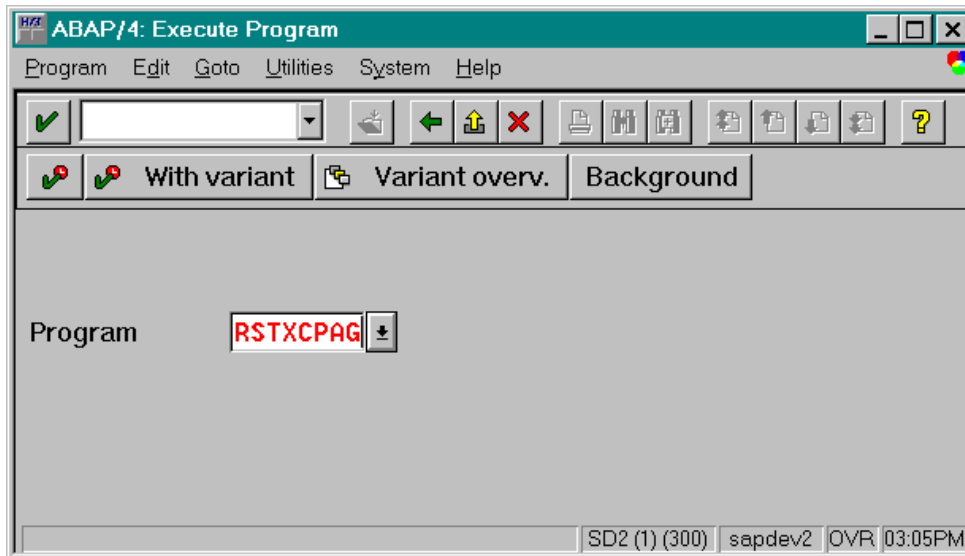 ABAP/4: Execute Program
Program Edit Goto Utilities System Help
With variant Variant overv. Background
Program RSTXCPAG
SD2 (1) (300) sapdev2 OVR 03:05PM